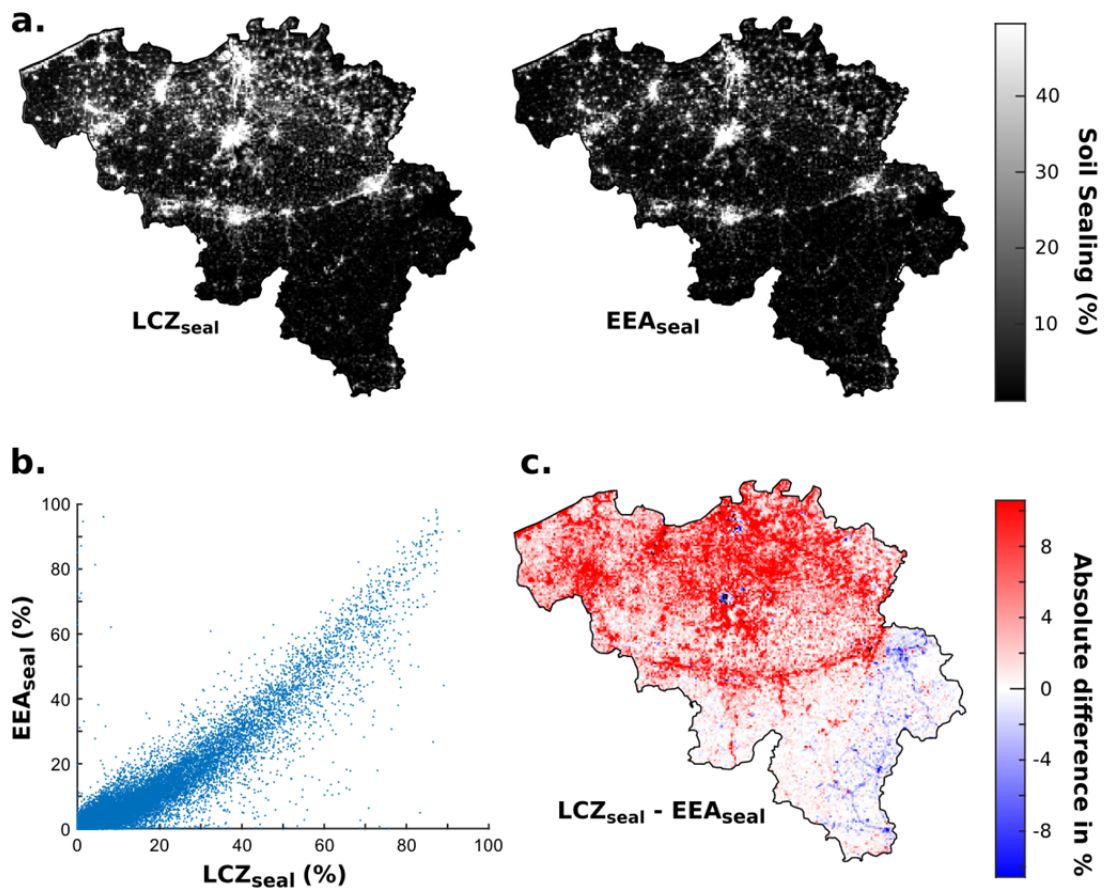 a.
LCZseal
EEAseal
40
30
20
10
Soil Sealing (%)
b.
100
80
60
40
20
0
EEAseal (%)
0 20 40 60 80 100
LCZseal (%)
c.
LCZseal - EEAseal
8
4
0
-4
-8
Absolute difference in %